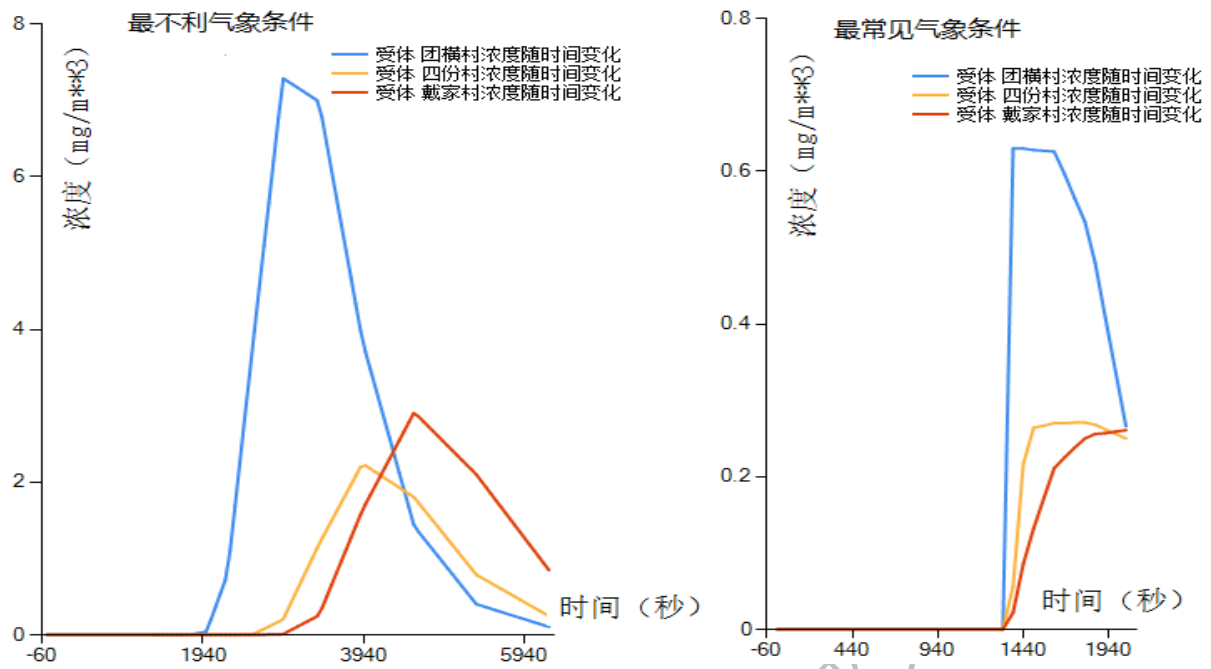 最不利气象条件
8
6
4
2
0
浓度（mg/m**3）
受体 团横村浓度随时间变化
受体 四份村浓度随时间变化
受体 戴家村浓度随时间变化
-60
1940
3940
5940
时间（秒）
最常见气象条件
0.8
0.6
0.4
0.2
0
浓度（mg/m**3）
受体 团横村浓度随时间变化
受体 四份村浓度随时间变化
受体 戴家村浓度随时间变化
-60
440
940
1440
1940
时间（秒）